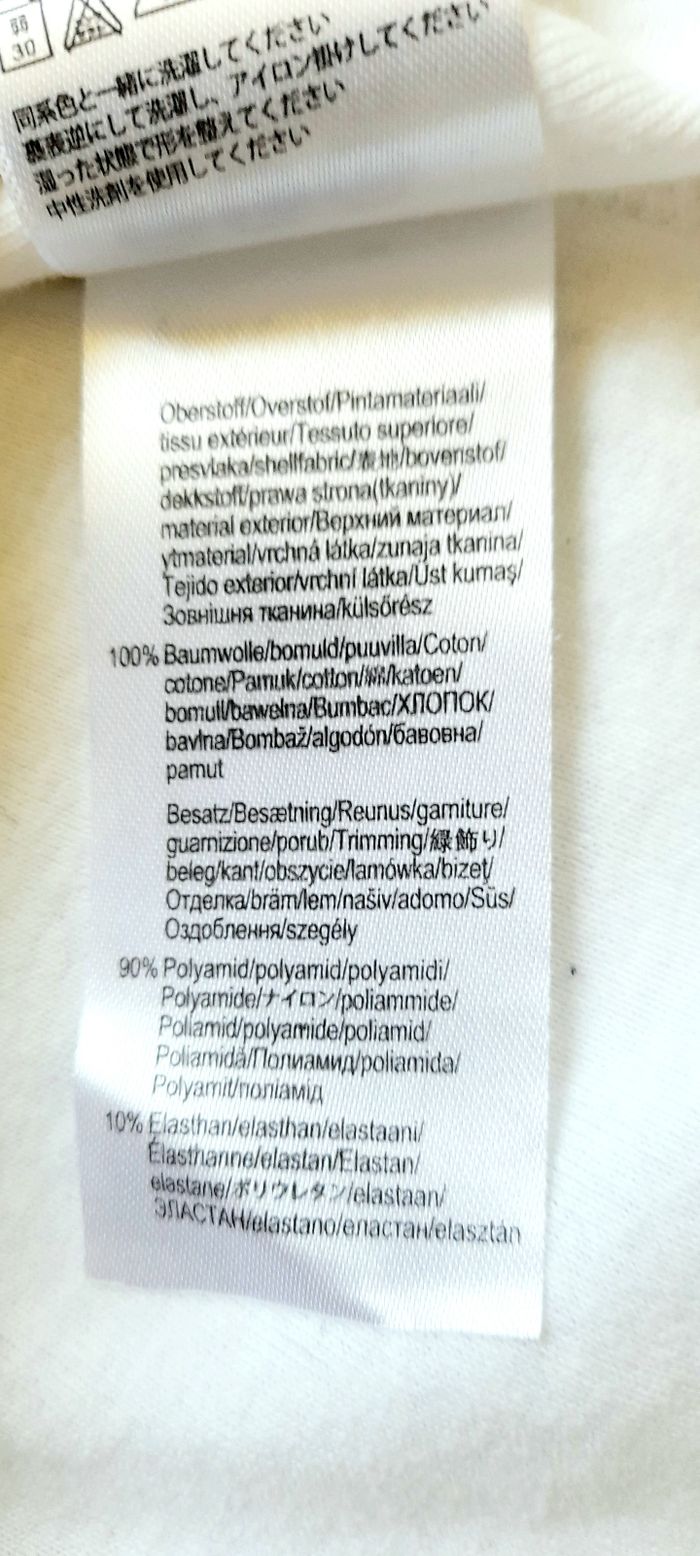 弱
30
同系色と一緒に洗濯してください
裏表逆にして洗濯し、アイロン掛けしてください
湿った状態で形を整えてください
中性洗剤を使用してください
Oberstoff/Overstof/Pintamateriaali/
tissu extérieur/Tessuto superiore/
presvlaka/shellfabric/表地/bovenstof/
dekkstoff/prawa strona(tkaniny)/
material exterior/Верхний материал/
ytmaterial/vrchná látka/zunaja tkanina/
Tejido exterior/vrchní látka/Üst kumaş/
Зовнішня тканина/külsőrész
100% Baumwolle/bomuld/puuvilla/Coton/
cotone/Pamuk/cotton/綿/katoen/
bomull/bawełna/Bumbac/ХЛОПОК/
bavlna/Bombaž/algodón/бавовна/
pamut
Besatz/Besætning/Reunus/garniture/
guarnizione/porub/Trimming/縁飾り/
beleg/kant/obszycie/lamówka/bizeţ/
Отделка/bräm/lem/našiv/adorno/Süs/
Оздоблення/szegély
90% Polyamid/polyamid/polyamidi/
Polyamide/ナイロン/poliammide/
Poliamid/polyamide/poliamid/
Poliamidă/Полиамид/poliamida/
Polyamit/поліамід
10% Elasthan/elasthan/elastaani/
Élasthanne/elastan/Elastan/
elastane/ポリウレタン/elastaan/
ЭЛАСТАН/elastano/еластан/elasztán